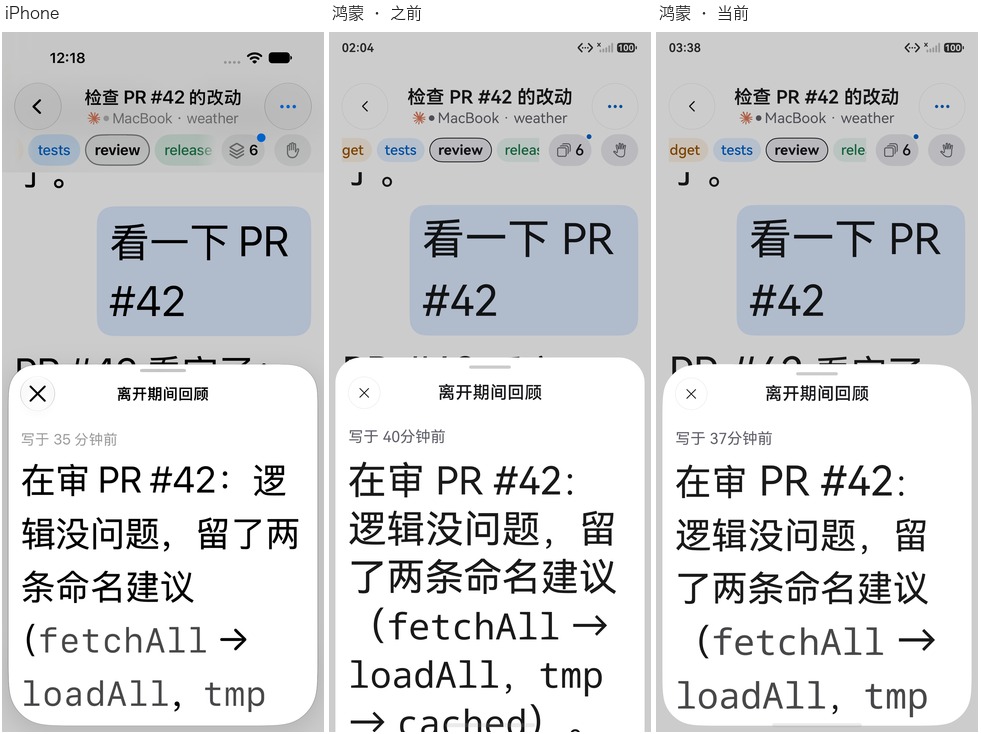 iPhone
12:18
检查 PR #42 的改动
MacBook · weather
tests review release 6
」。
看一下 PR
#42
离开期间回顾
写于 35 分钟前
在审 PR #42：逻
辑没问题，留了两
条命名建议
(fetchAll →
loadAll，tmp
鸿蒙 · 之前
02:04
100
检查 PR #42 的改动
MacBook · weather
get tests review releas 6
」。
看一下 PR
#42
离开期间回顾
写于 40分钟前
在审 PR #42：
逻辑没问题，留
了两条命名建议
（fetchAll →
loadAll，tmp
→ cached）。
鸿蒙 · 当前
03:38
100
检查 PR #42 的改动
MacBook · weather
dget tests review rele 6
」。
看一下 PR
#42
离开期间回顾
写于 37分钟前
在审 PR #42：
逻辑没问题，留
了两条命名建议
（fetchAll →
loadAll，tmp